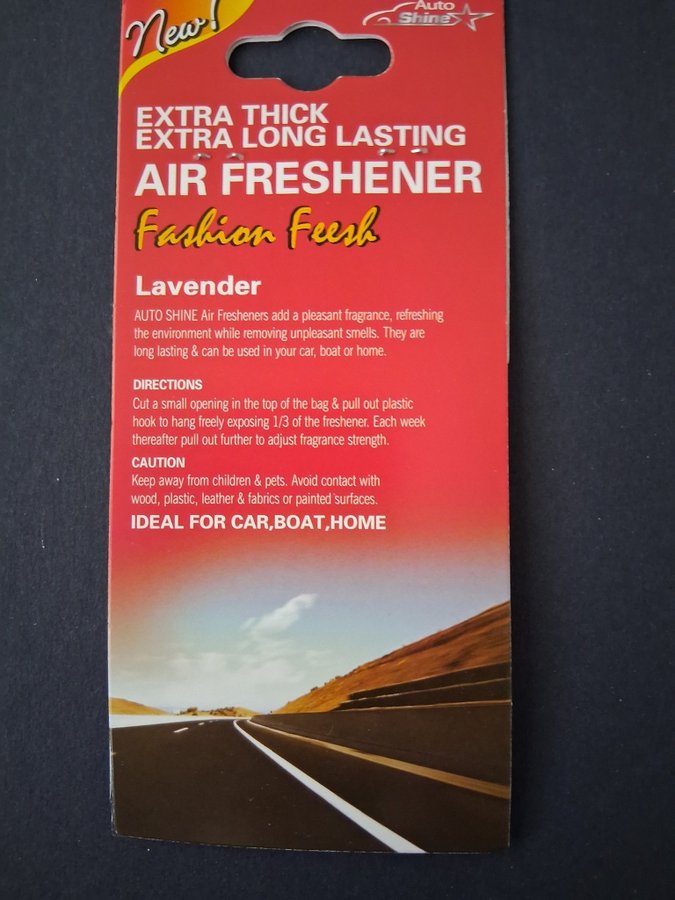 New!
Auto
Shine
EXTRA THICK
EXTRA LONG LASTING
AIR FRESHENER
Fashion Feesh
Lavender
AUTO SHINE Air Fresheners add a pleasant fragrance, refreshing
the environment while removing unpleasant smells. They are
long lasting & can be used in your car, boat or home.
DIRECTIONS
Cut a small opening in the top of the bag & pull out plastic
hook to hang freely exposing 1/3 of the freshener. Each week
thereafter pull out further to adjust fragrance strength.
CAUTION
Keep away from children & pets. Avoid contact with
wood, plastic, leather & fabrics or painted surfaces.
IDEAL FOR CAR,BOAT,HOME